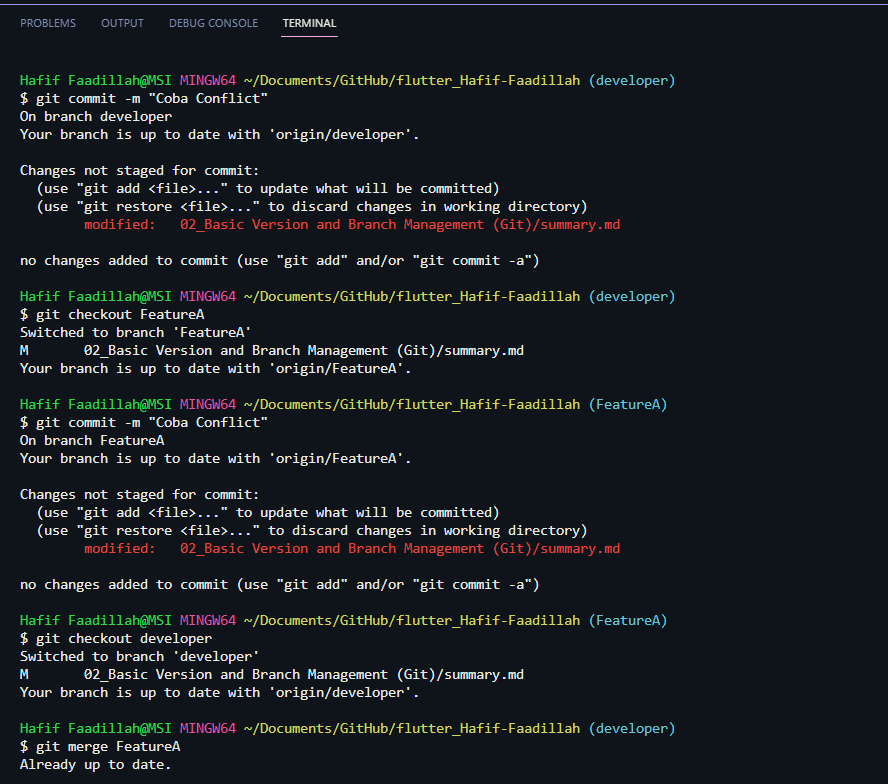 PROBLEMS OUTPUT DEBUG CONSOLE TERMINAL
Hafif Faadillah@MSI MINGW64 ~/Documents/GitHub/flutter_Hafif-Faadillah (developer)
$ git commit -m "Coba Conflict"
On branch developer
Your branch is up to date with 'origin/developer'.

Changes not staged for commit:
  (use "git add <file>..." to update what will be committed)
  (use "git restore <file>..." to discard changes in working directory)
        modified:   02_Basic Version and Branch Management (Git)/summary.md

no changes added to commit (use "git add" and/or "git commit -a")

Hafif Faadillah@MSI MINGW64 ~/Documents/GitHub/flutter_Hafif-Faadillah (developer)
$ git checkout FeatureA
Switched to branch 'FeatureA'
M       02_Basic Version and Branch Management (Git)/summary.md
Your branch is up to date with 'origin/FeatureA'.

Hafif Faadillah@MSI MINGW64 ~/Documents/GitHub/flutter_Hafif-Faadillah (FeatureA)
$ git commit -m "Coba Conflict"
On branch FeatureA
Your branch is up to date with 'origin/FeatureA'.

Changes not staged for commit:
  (use "git add <file>..." to update what will be committed)
  (use "git restore <file>..." to discard changes in working directory)
        modified:   02_Basic Version and Branch Management (Git)/summary.md

no changes added to commit (use "git add" and/or "git commit -a")

Hafif Faadillah@MSI MINGW64 ~/Documents/GitHub/flutter_Hafif-Faadillah (FeatureA)
$ git checkout developer
Switched to branch 'developer'
M       02_Basic Version and Branch Management (Git)/summary.md
Your branch is up to date with 'origin/developer'.

Hafif Faadillah@MSI MINGW64 ~/Documents/GitHub/flutter_Hafif-Faadillah (developer)
$ git merge FeatureA
Already up to date.